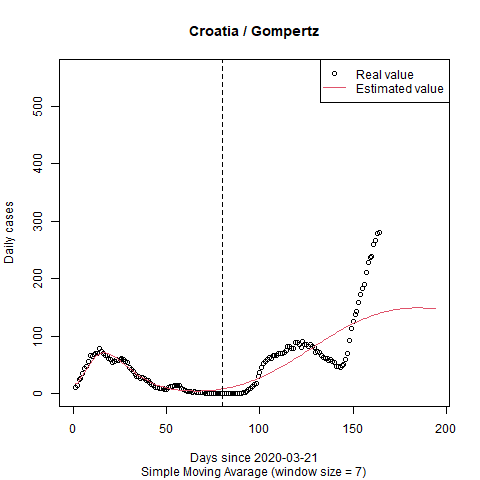 Croatia / Gompertz
Real value
Estimated value
Daily cases
500
400
300
200
100
0
0
50
100
150
200
Days since 2020-03-21
Simple Moving Avarage (window size = 7)